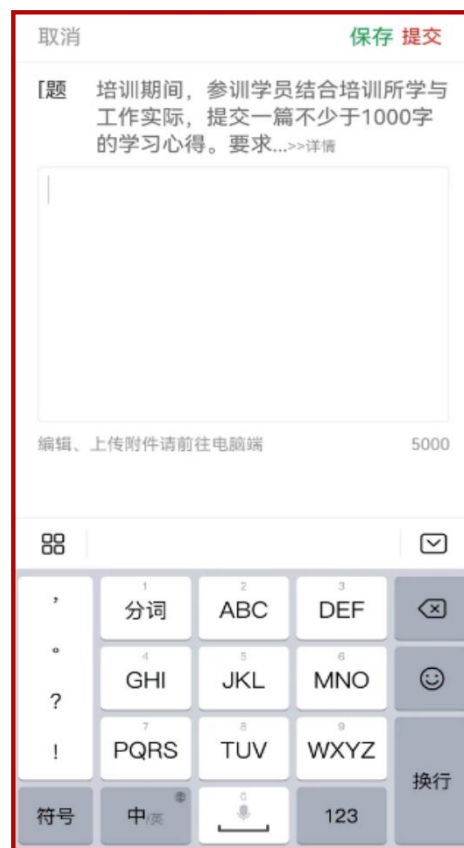 取消 保存 提交
[题 培训期间，参训学员结合培训所学与
工作实际，提交一篇不少于1000字
的学习心得。要求...>>详情
编辑、上传附件请前往电脑端 5000
， 1 分词 2 ABC 3 DEF
。 4 GHI 5 JKL 6 MNO
？
！ 7 PQRS 8 TUV 9 WXYZ 换行
符号 中/英 0 123